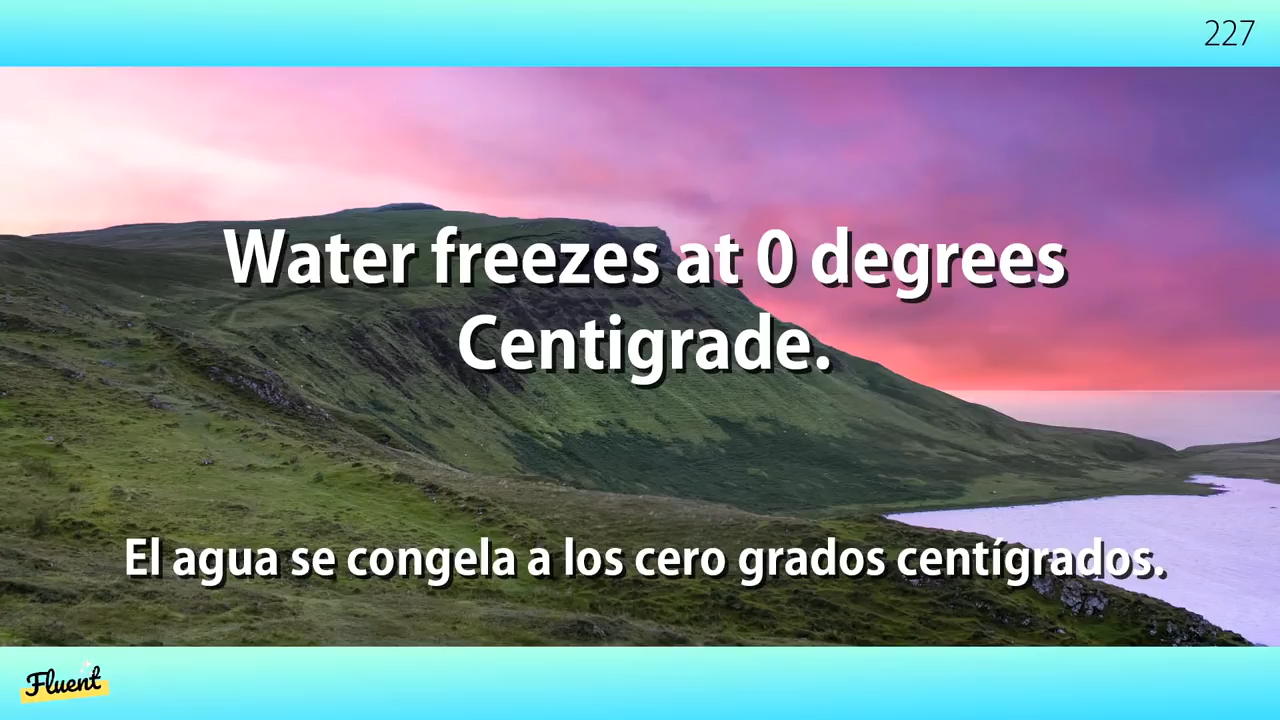 227
Water freezes at 0 degrees
Centigrade.
El agua se congela a los cero grados centígrados.
Fluent